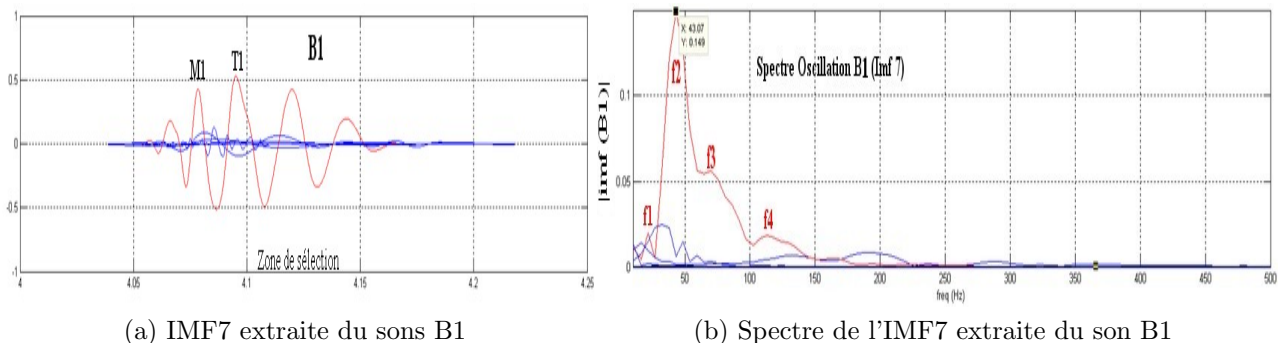 1
0.5
0
-0.5
-1
4
4.05
4.1
4.15
4.2
4.25
M1
T1
B1
Zone de sélection
(a) IMF7 extraite du sons B1
|imf (B1)|
0.1
0.05
0
10
50
100
150
200
250
300
350
400
450
500
freq (Hz)
X: 43.07
Y: 0.149
f1
f2
f3
f4
Spectre Oscillation B1 (Imf 7)
(b) Spectre de l'IMF7 extraite du son B1